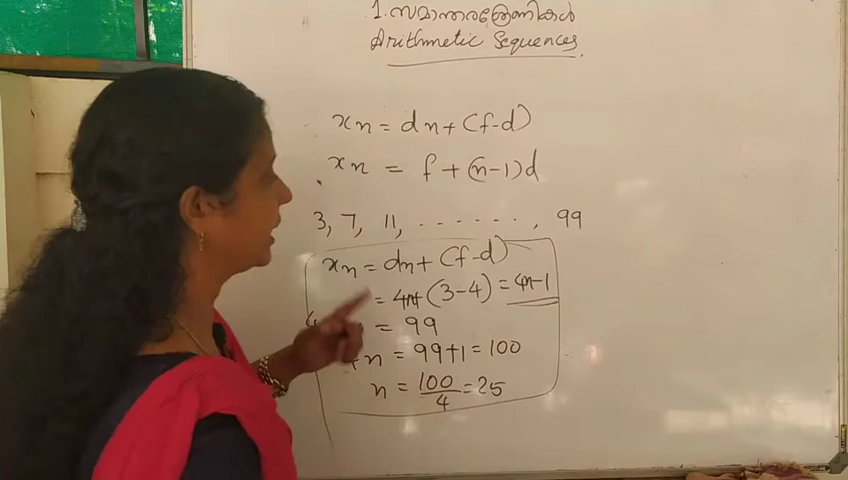 1. സമാന്തരശ്രേണികൾ
Arithmetic Sequences
xn = dn + (f-d)
xn = f + (n-1)d
3, 7, 11, . . . . . . . , 99
xn = dn + (f-d)
= 4n+(3-4) = 4n-1
= 99
n = 99+1 = 100
n = 100/4 = 25